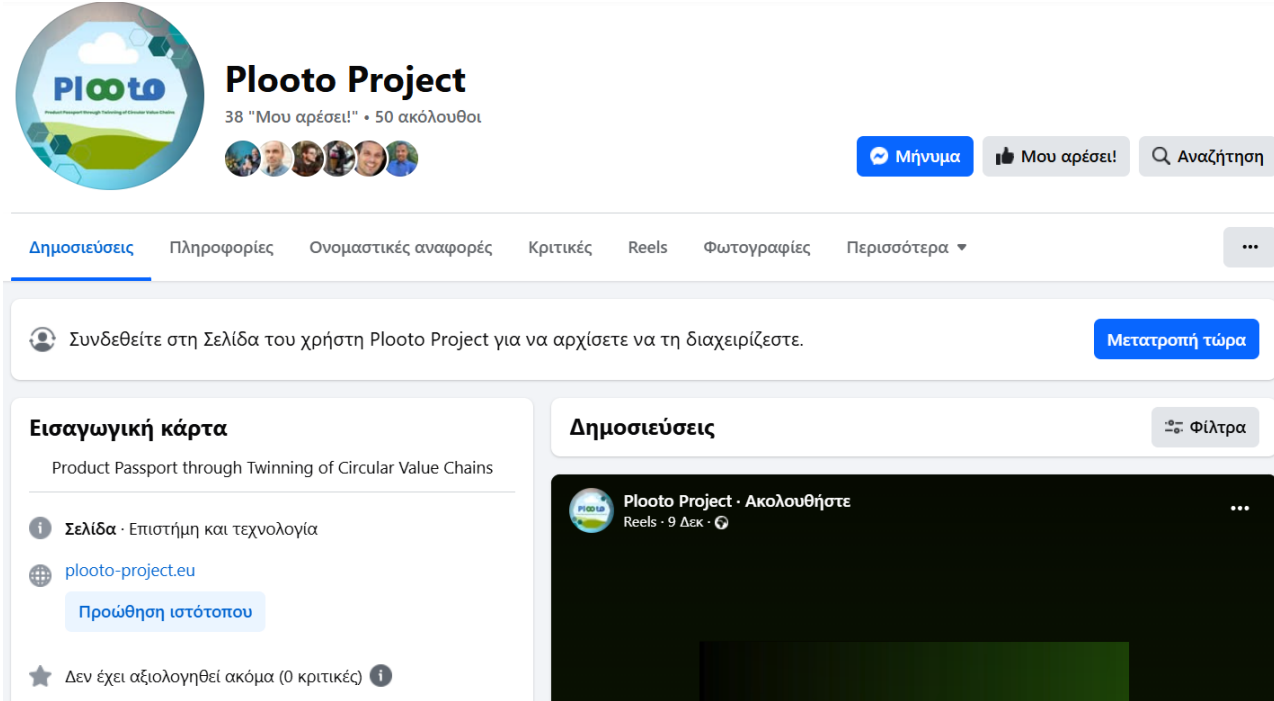 Plooto
Product Passport through Twinning of Circular Value Chains
Plooto Project
38 "Μου αρέσει!" • 50 ακόλουθοι
Μήνυμα
Μου αρέσει!
Αναζήτηση
Δημοσιεύσεις
Πληροφορίες
Ονομαστικές αναφορές
Κριτικές
Reels
Φωτογραφίες
Περισσότερα
Συνδεθείτε στη Σελίδα του χρήστη Plooto Project για να αρχίσετε να τη διαχειρίζεστε.
Μετατροπή τώρα
Εισαγωγική κάρτα
Product Passport through Twinning of Circular Value Chains
Σελίδα · Επιστήμη και τεχνολογία
plooto-project.eu
Προώθηση ιστότοπου
Δεν έχει αξιολογηθεί ακόμα (0 κριτικές)
Δημοσιεύσεις
Φίλτρα
Plooto
Plooto Project · Ακολουθήστε
Reels · 9 Δεκ ·